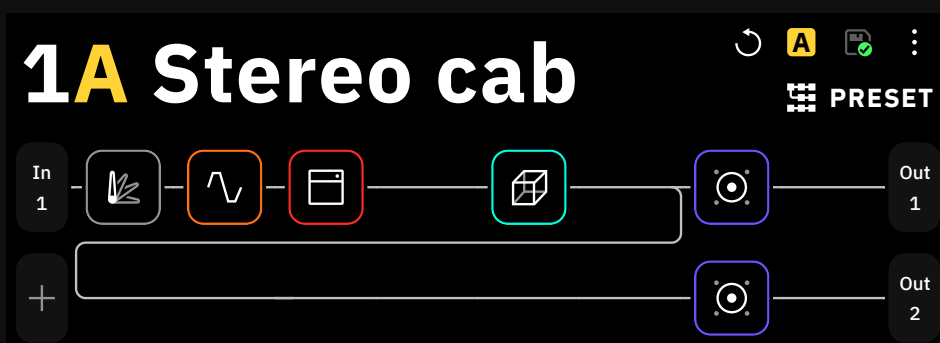 1A Stereo cab
A
PRESET
In
1
Out
1
Out
2